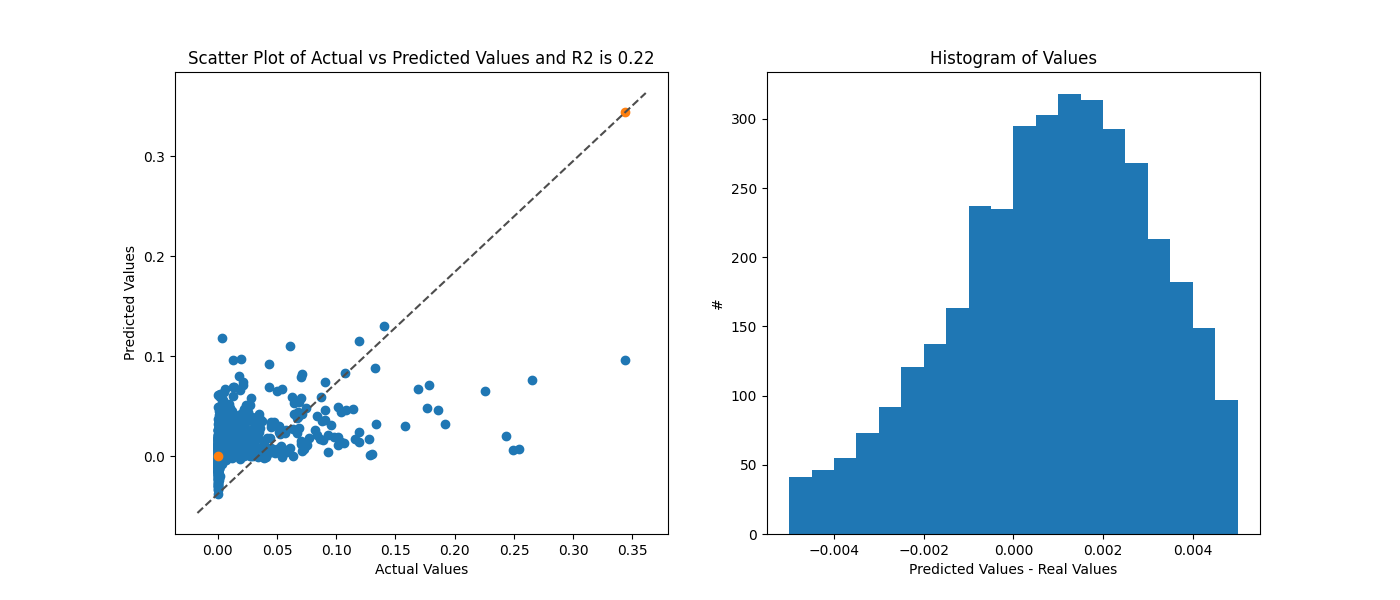 Scatter Plot of Actual vs Predicted Values and R2 is 0.22
Predicted Values
0.3
0.2
0.1
0.0
0.00 0.05 0.10 0.15 0.20 0.25 0.30 0.35
Actual Values
Histogram of Values
#
300
250
200
150
100
50
0
−0.004 −0.002 0.000 0.002 0.004
Predicted Values - Real Values